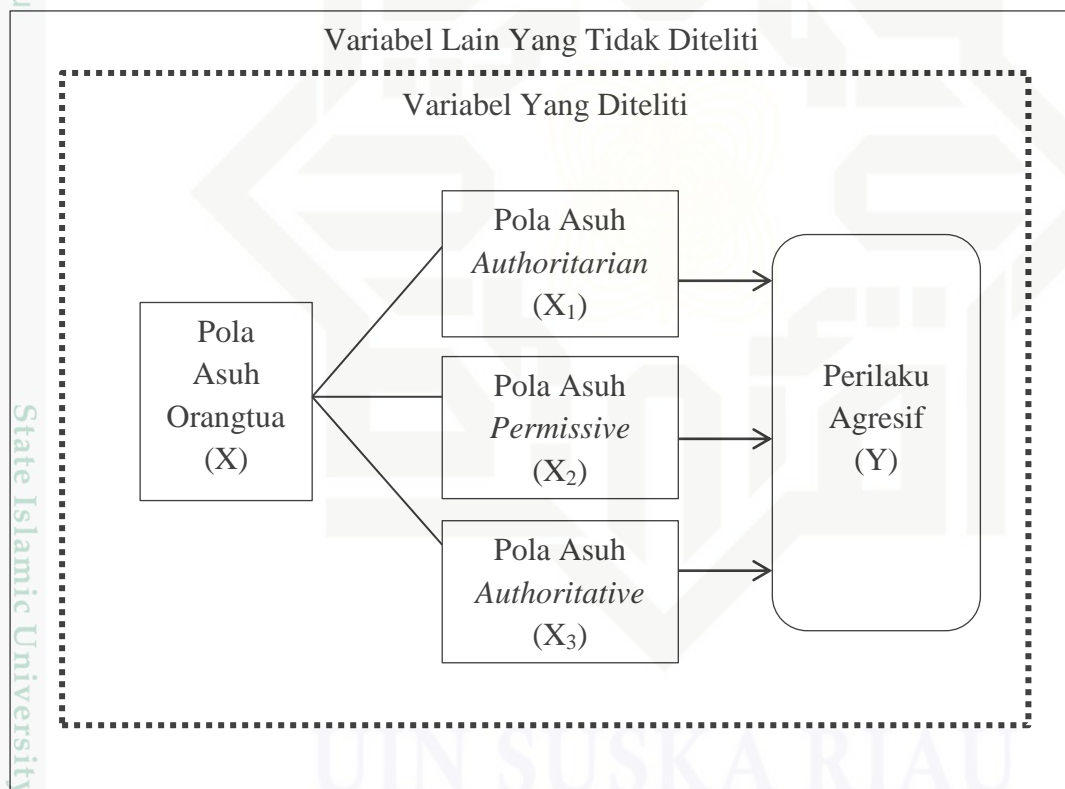 Variabel Lain Yang Tidak Diteliti
Variabel Yang Diteliti
Pola
Asuh
Orangtua
(X)
Pola Asuh
Authoritarian
(X₁)
Pola Asuh
Permissive
(X₂)
Pola Asuh
Authoritative
(X₃)
Perilaku
Agresif
(Y)
State Islamic University
UIN SUSKA RIAU